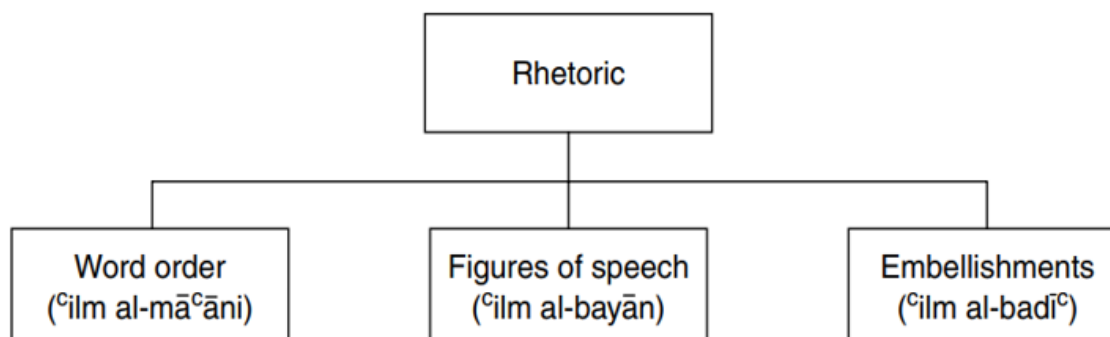 Rhetoric
Word order
(ᶜilm al-māᶜāni)
Figures of speech
(ᶜilm al-bayān)
Embellishments
(ᶜilm al-badīᶜ)